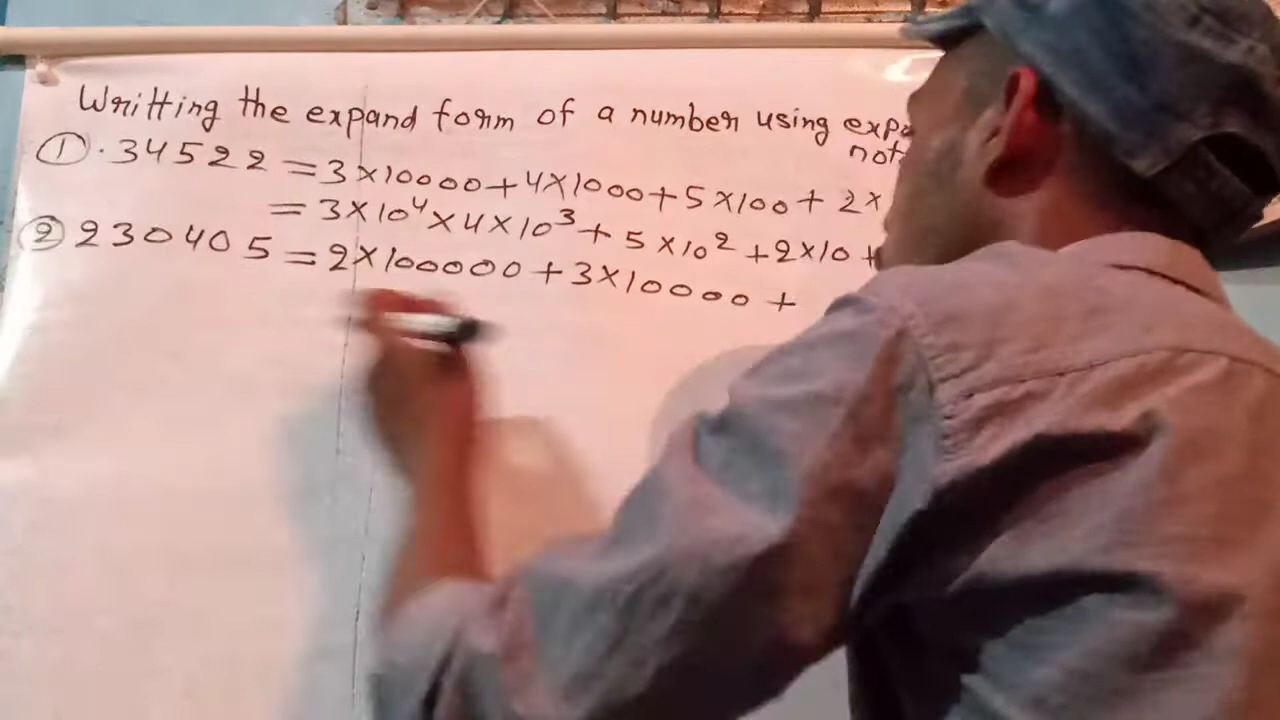 Writting the expand form of a number using expo
not
① . 34522 = 3×10000+4×1000+5×100+ 2×
= 3×10⁴×4×10³+5×10²+2×10+
② 230405 = 2×100000+3×10000+